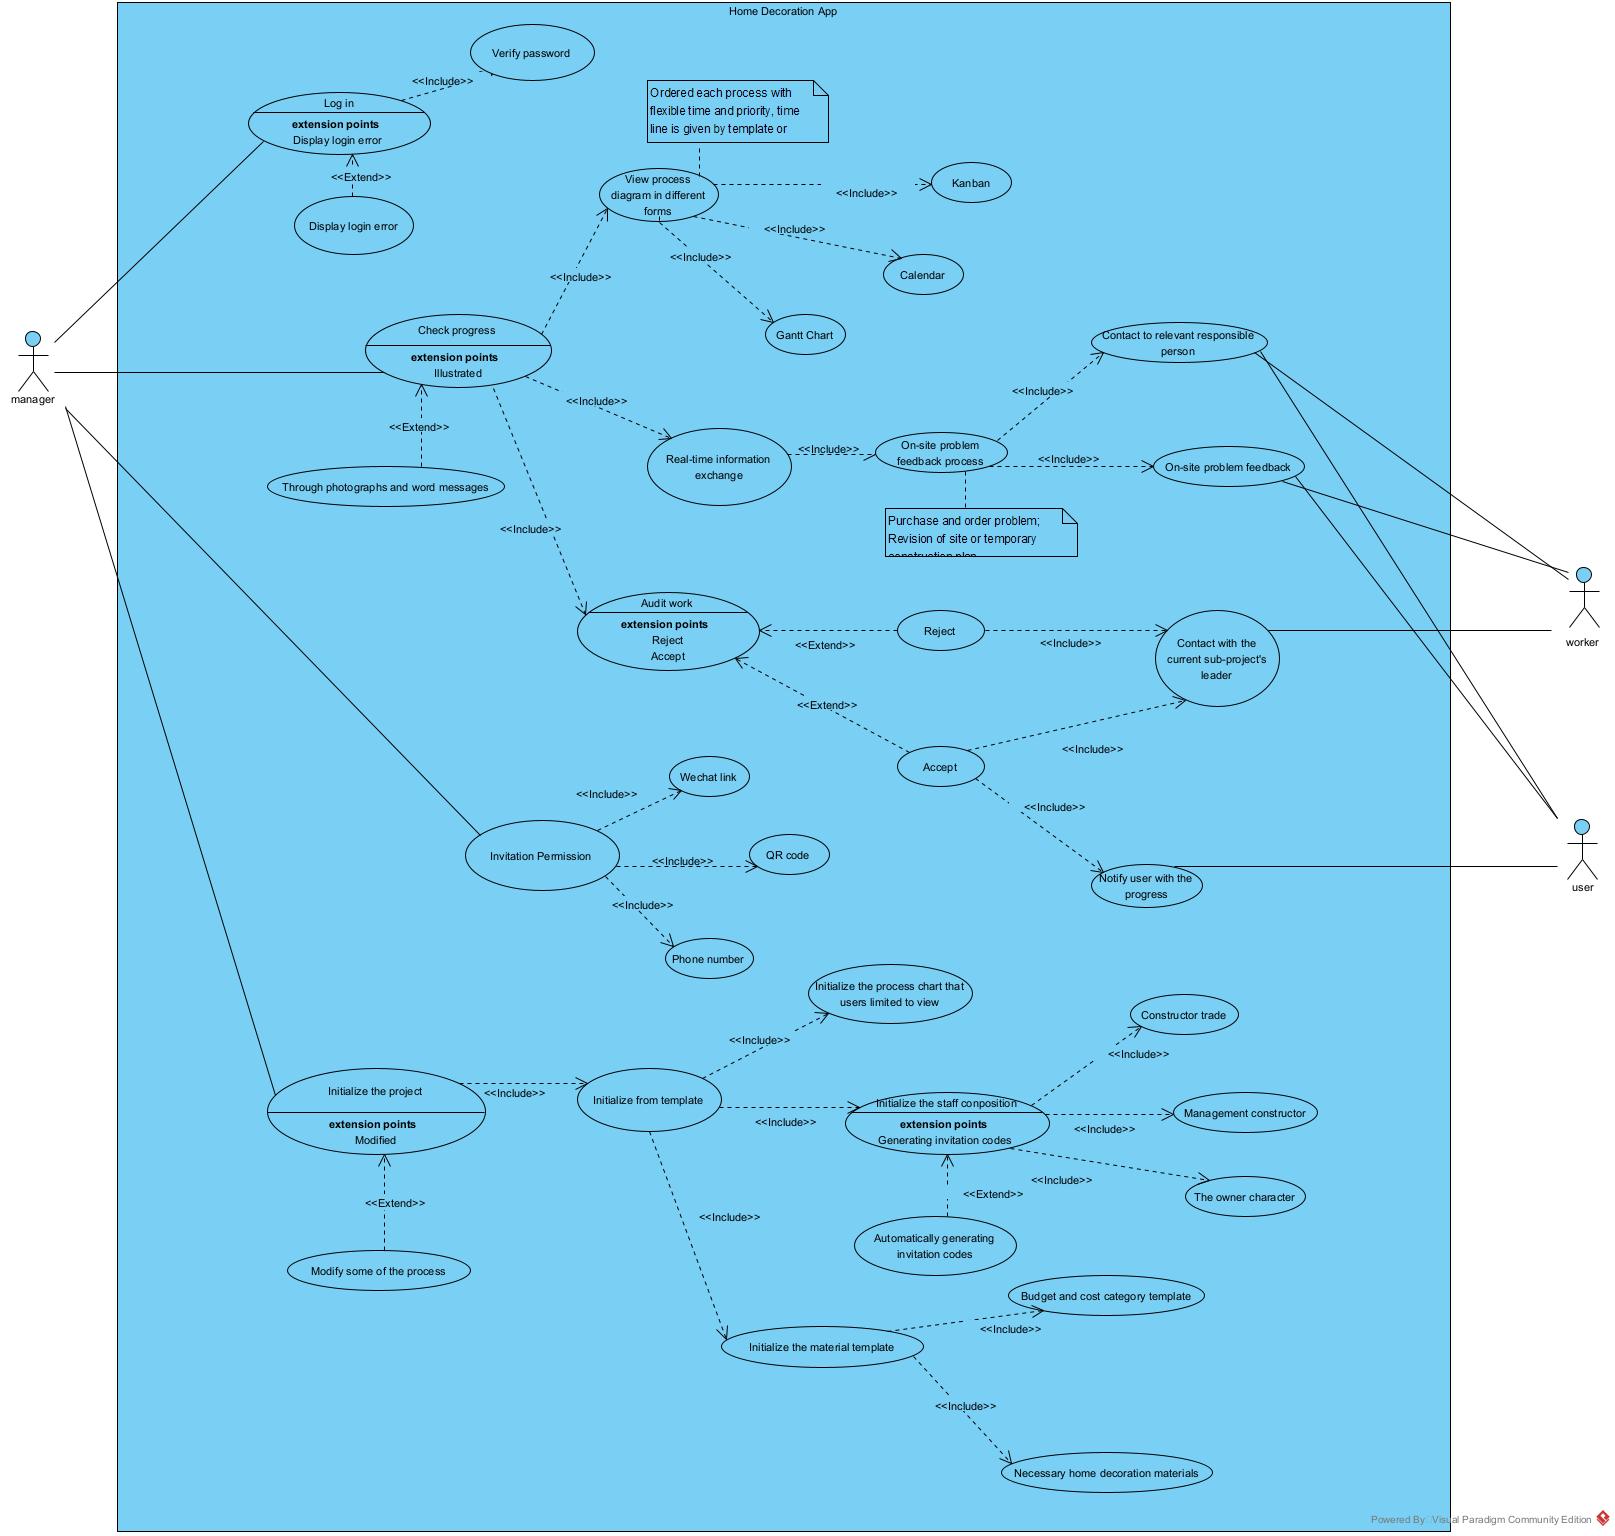 Home Decoration App
Verify password
<<Include>>
Log in
extension points
Display login error
<<Extend>>
Display login error
Ordered each process with
flexible time and priority, time
line is given by template or
View process
diagram in different
forms
<<Include>>
Kanban
<<Include>>
Calendar
<<Include>>
Gantt Chart
<<Include>>
Check progress
extension points
Illustrated
manager
<<Extend>>
Through photographs and word messages
<<Include>>
Real-time information
exchange
<<Include>>
On-site problem
feedback process
<<Include>>
Contact to relevant responsible
person
<<Include>>
On-site problem feedback
Purchase and order problem;
Revision of site or temporary
construction plan
<<Include>>
Audit work
extension points
Reject
Accept
<<Extend>>
Reject
<<Include>>
Contact with the
current sub-project's
leader
worker
<<Extend>>
Accept
<<Include>>
<<Include>>
Notify user with the
progress
user
Invitation Permission
<<Include>>
Wechat link
<<Include>>
QR code
<<Include>>
Phone number
Initialize the project
extension points
Modified
<<Extend>>
Modify some of the process
<<Include>>
Initialize from template
<<Include>>
Initialize the process chart that
users limited to view
<<Include>>
Initialize the staff conposition
extension points
Generating invitation codes
<<Include>>
Constructor trade
<<Include>>
Management constructor
<<Include>>
The owner character
<<Extend>>
Automatically generating
invitation codes
<<Include>>
Initialize the material template
<<Include>>
Budget and cost category template
<<Include>>
Necessary home decoration materials
Powered By: Visual Paradigm Community Edition